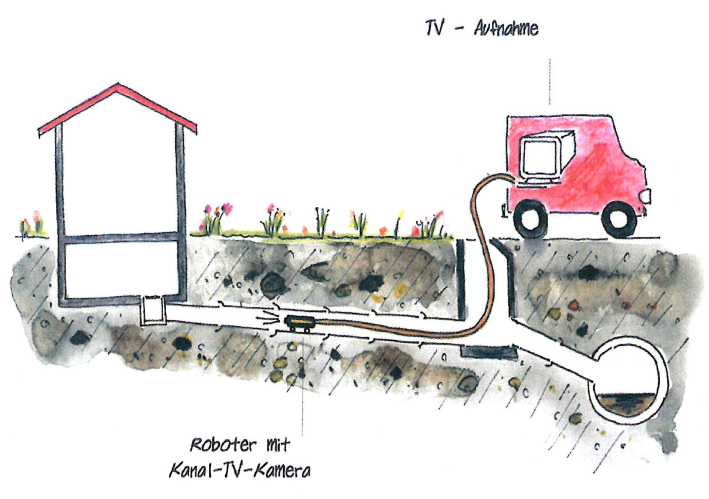 TV - Aufnahme
Roboter mit
Kanal-TV-Kamera